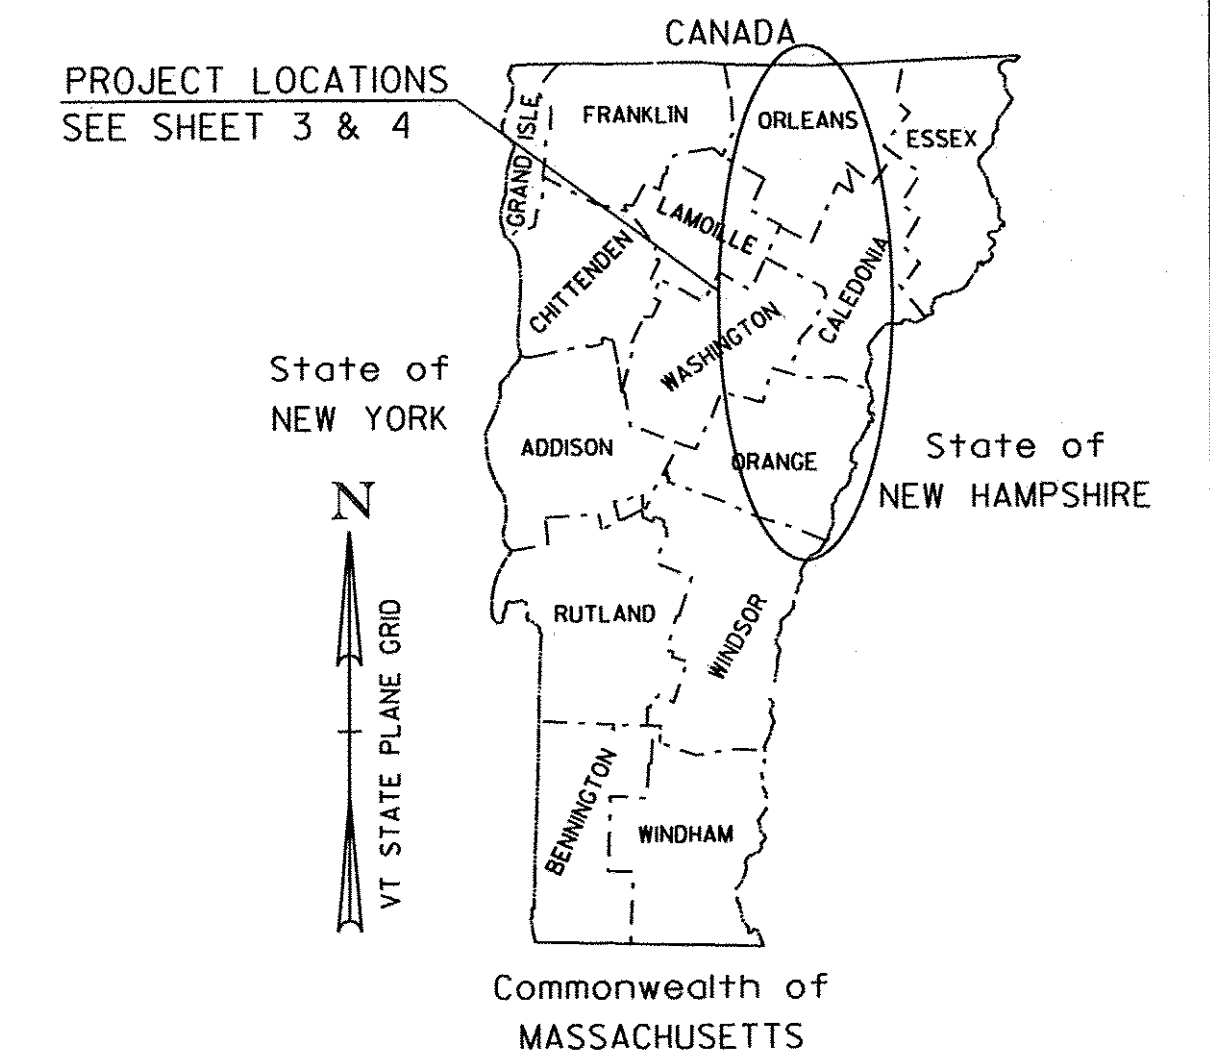 CANADA
PROJECT LOCATIONS
SEE SHEET 3 & 4
GRAND ISLE
FRANKLIN
ORLEANS
ESSEX
LAMOILLE
CHITTENDEN
CALEDONIA
WASHINGTON
State of
NEW YORK
ADDISON
ORANGE
State of
NEW HAMPSHIRE
N
VT STATE PLANE GRID
RUTLAND
WINDSOR
BENNINGTON
WINDHAM
Commonwealth of
MASSACHUSETTS